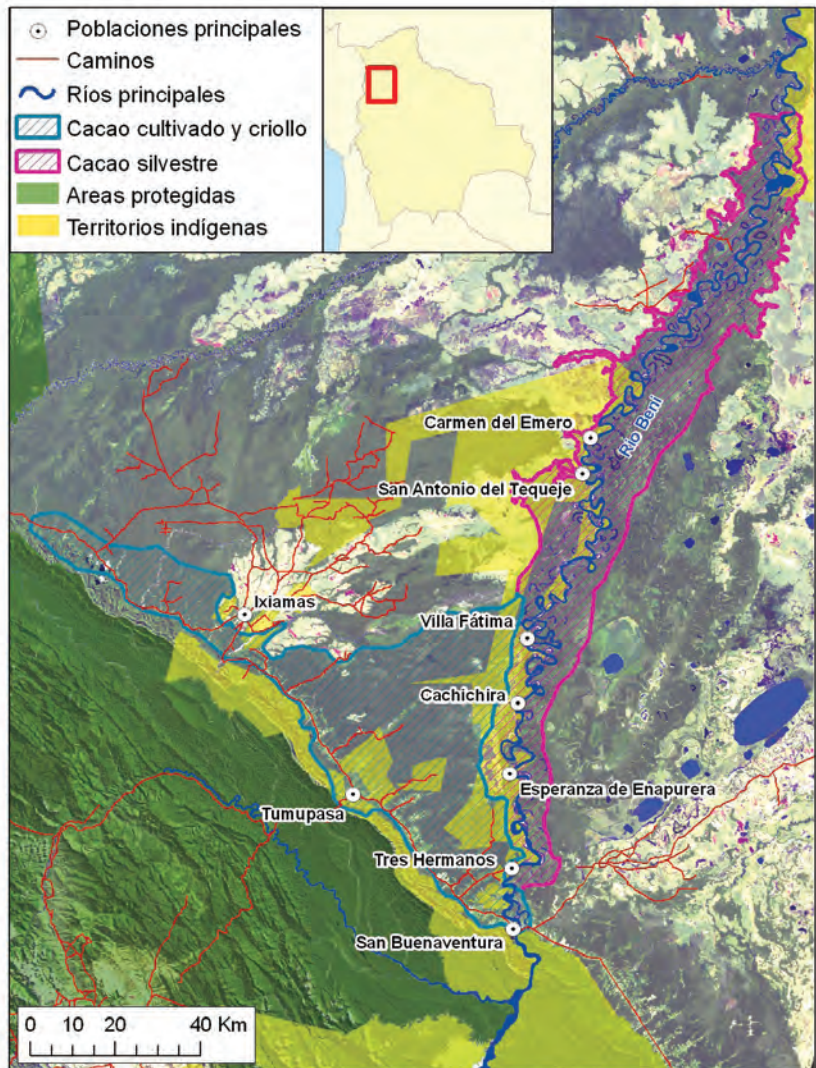 Poblaciones principales
Caminos
Ríos principales
Cacao cultivado y criollo
Cacao silvestre
Areas protegidas
Territorios indígenas
Carmen del Emero
Río Beni
San Antonio del Tequeje
Ixiamas
Villa Fátima
Cachichira
Esperanza de Enapurera
Tumupasa
Tres Hermanos
San Buenaventura
0 10 20 40 Km